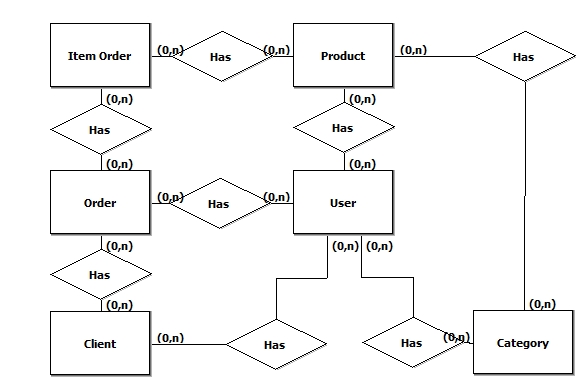 Item Order (0,n) Has (0,n) Product (0,n) Has
(0,n) (0,n)
Has Has
(0,n) (0,n)
Order (0,n) Has (0,n) User
(0,n) (0,n) (0,n)
Has
(0,n) (0,n)
Client (0,n) Has Has (0,n) Category